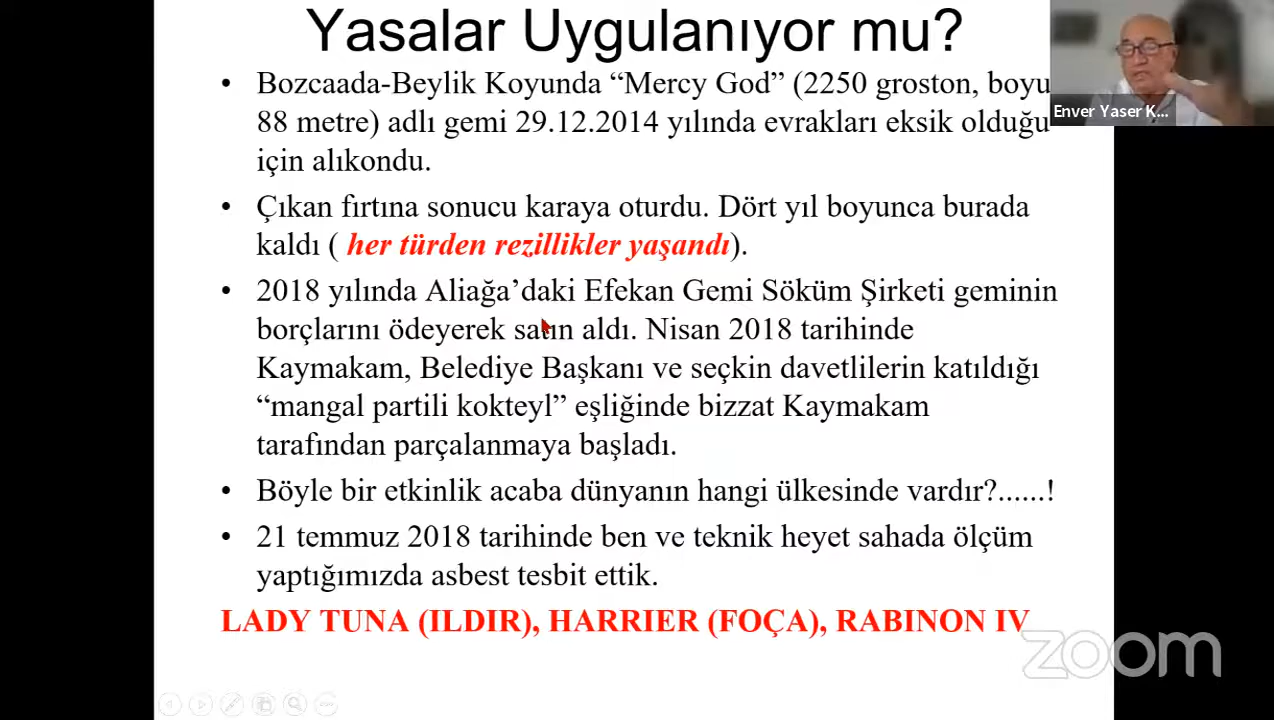 Yasalar Uygulanıyor mu?
• Bozcaada-Beylik Koyunda “Mercy God” (2250 groston, boyu
88 metre) adlı gemi 29.12.2014 yılında evrakları eksik olduğu
için alıkondu.
• Çıkan fırtına sonucu karaya oturdu. Dört yıl boyunca burada
kaldı ( her türden rezillikler yaşandı).
• 2018 yılında Aliağa’daki Efekan Gemi Söküm Şirketi geminin
borçlarını ödeyerek satın aldı. Nisan 2018 tarihinde
Kaymakam, Belediye Başkanı ve seçkin davetlilerin katıldığı
“mangal partili kokteyl” eşliğinde bizzat Kaymakam
tarafından parçalanmaya başladı.
• Böyle bir etkinlik acaba dünyanın hangi ülkesinde vardır?......!
• 21 temmuz 2018 tarihinde ben ve teknik heyet sahada ölçüm
yaptığımızda asbest tesbit ettik.
LADY TUNA (ILDIR), HARRIER (FOÇA), RABINON IV
Enver Yaser K...
zoom